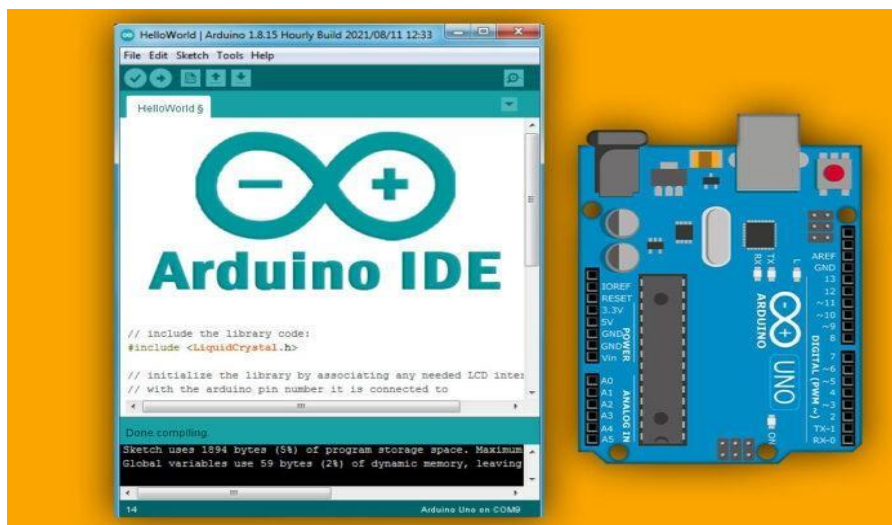 HelloWorld | Arduino 1.8.15 Hourly Build 2021/08/11 12:33
File Edit Sketch Tools Help
HelloWorld §
Arduino IDE
// include the library code:
#include <LiquidCrystal.h>
// initialize the library by associating any needed LCD inter
// with the arduino pin number it is connected to
Done compiling.
Sketch uses 1894 bytes (5%) of program storage space. Maximum
Global variables use 59 bytes (2%) of dynamic memory, leaving
14
Arduino Uno on COM9
IOREF
RESET
3.3V
5V
GND
GND
Vin
POWER
A0
A1
A2
A3
A4
A5
ANALOG IN
RX
TX
L
ARDUINO
UNO
ON
AREF
GND
13
12
~11
~10
~9
8
7
~6
~5
4
~3
2
TX-1
RX-0
DIGITAL (PWM ~)